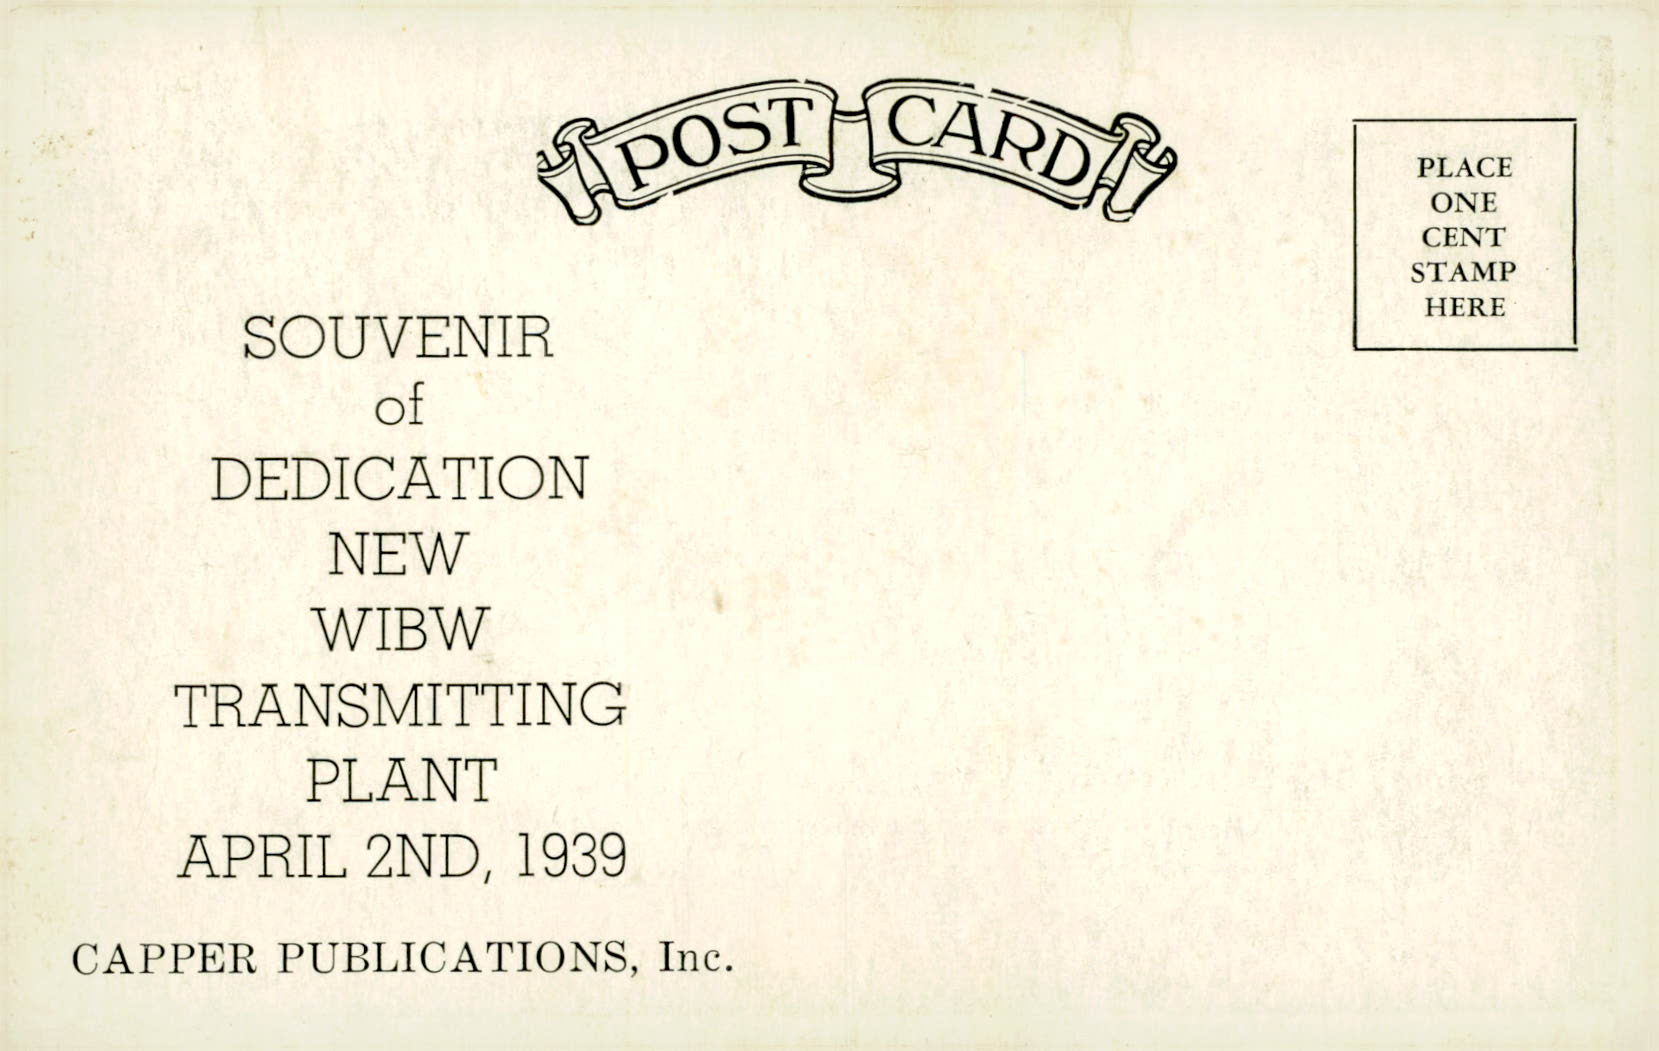 POST CARD
PLACE
ONE
CENT
STAMP
HERE
SOUVENIR
of
DEDICATION
NEW
WIBW
TRANSMITTING
PLANT
APRIL 2ND, 1939
CAPPER PUBLICATIONS, Inc.